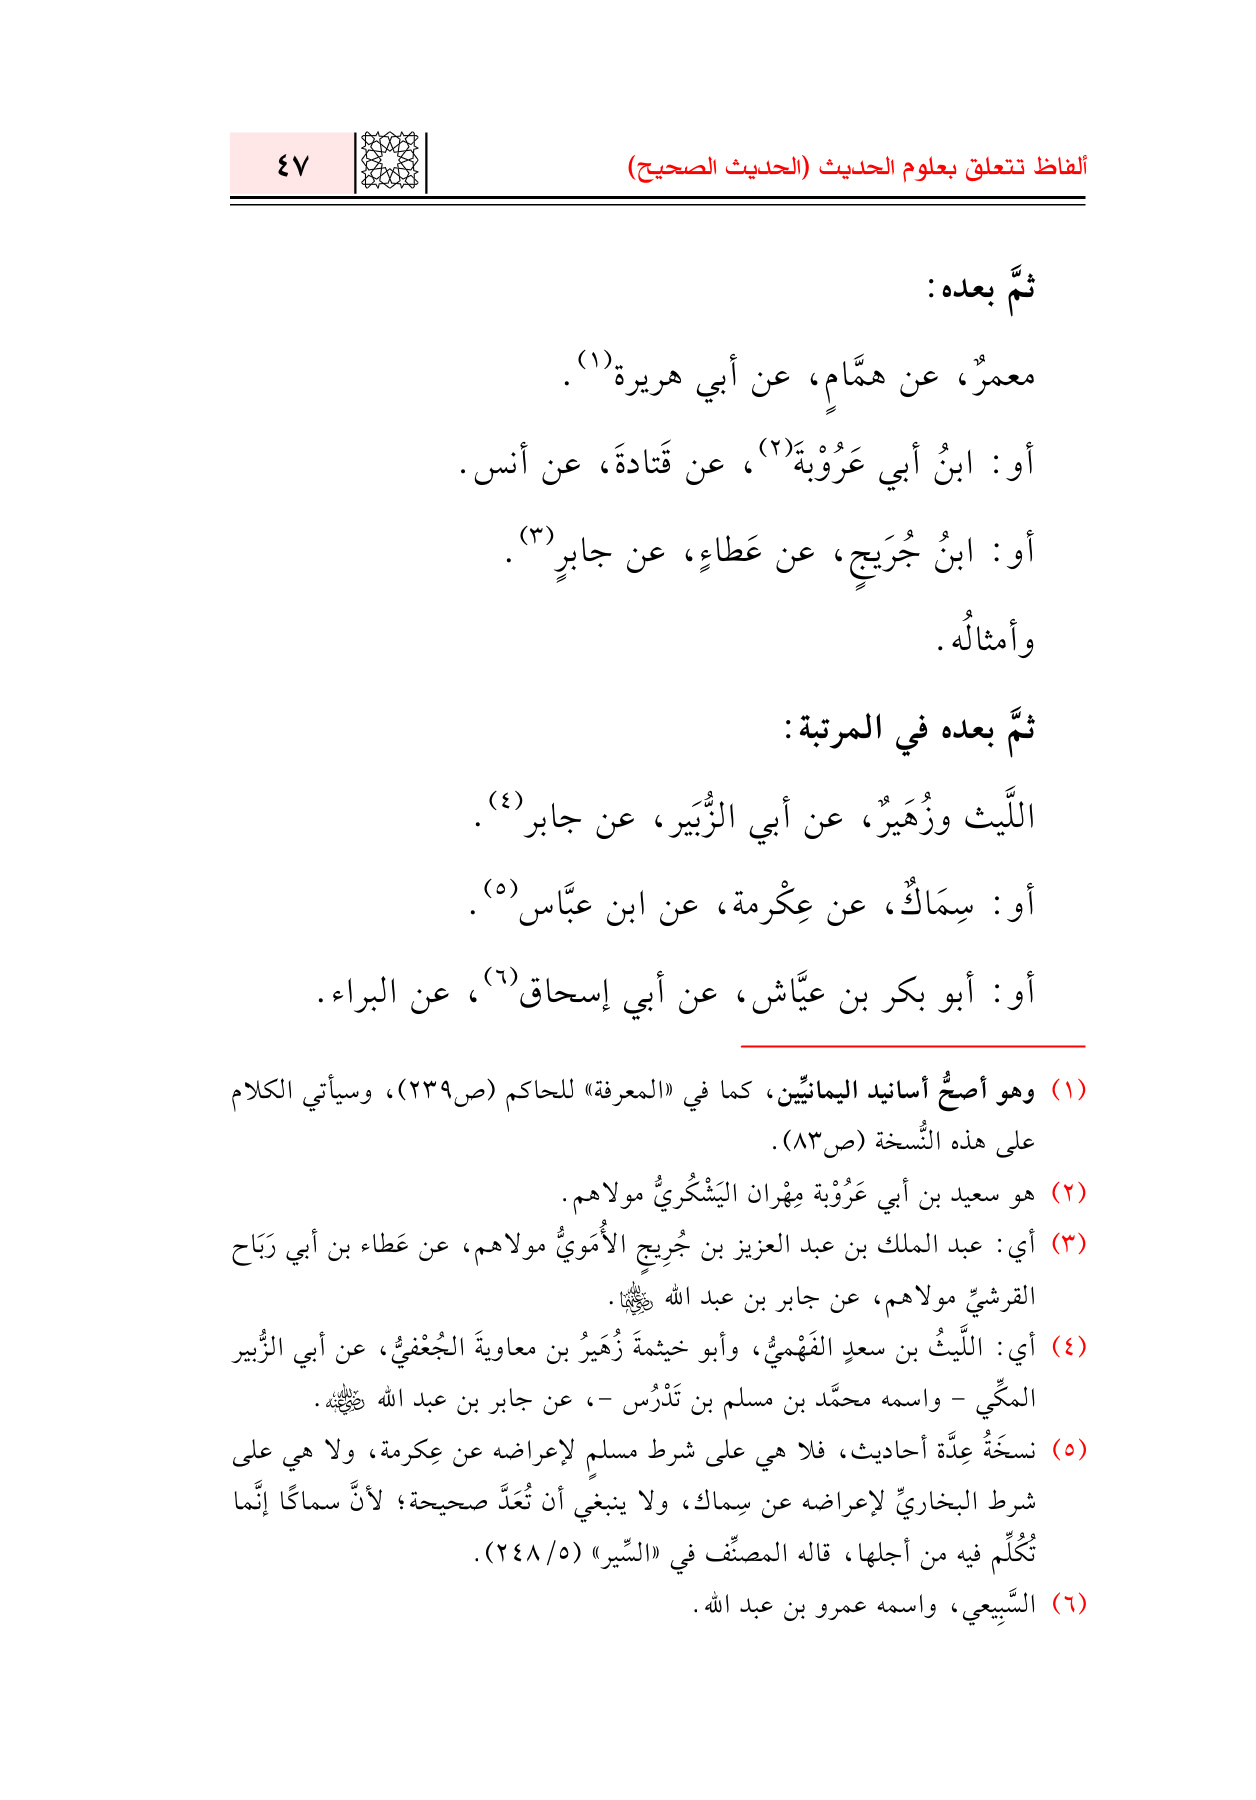 ألفاظ تتعلق بعلوم الحديث (الحديث الصحيح)
٤٧
ثمَّ بعده:
معمرٌ، عن همَّامٍ، عن أبي هريرة(١).
أو: ابنُ أبي عَرُوْبةَ(٢)، عن قَتادةَ، عن أنس.
أو: ابنُ جُرَيجٍ، عن عَطاءٍ، عن جابرٍ(٣).
وأمثالُه.
ثمَّ بعده في المرتبة:
اللَّيث وزُهَيرٌ، عن أبي الزُّبَير، عن جابر(٤).
أو: سِمَاكٌ، عن عِكْرمة، عن ابن عبَّاس(٥).
أو: أبو بكر بن عيَّاش، عن أبي إسحاق(٦)، عن البراء.
(١) وهو أصحُّ أسانيد اليمانيِّين، كما في «المعرفة» للحاكم (ص٢٣٩)، وسيأتي الكلام
على هذه النُّسخة (ص٨٣).
(٢) هو سعيد بن أبي عَرُوْبة مِهْران اليَشْكُريُّ مولاهم.
(٣) أي: عبد الملك بن عبد العزيز بن جُرِيجٍ الأُمَويُّ مولاهم، عن عَطاء بن أبي رَبَاح
القرشيِّ مولاهم، عن جابر بن عبد الله رضي الله عنهما.
(٤) أي: اللَّيثُ بن سعدٍ الفَهْميُّ، وأبو خيثمةَ زُهَيرُ بن معاويةَ الجُعْفيُّ، عن أبي الزُّبير
المكِّي - واسمه محمَّد بن مسلم بن تَدْرُس -، عن جابر بن عبد الله رضي الله عنه.
(٥) نسخَةُ عِدَّة أحاديث، فلا هي على شرط مسلمٍ لإعراضه عن عِكرمة، ولا هي على
شرط البخاريِّ لإعراضه عن سِماك، ولا ينبغي أن تُعَدَّ صحيحة؛ لأنَّ سماكًا إنَّما
تُكُلِّم فيه من أجلها، قاله المصنِّف في «السِّير» (٥/٢٤٨).
(٦) السَّبِيعي، واسمه عمرو بن عبد الله.